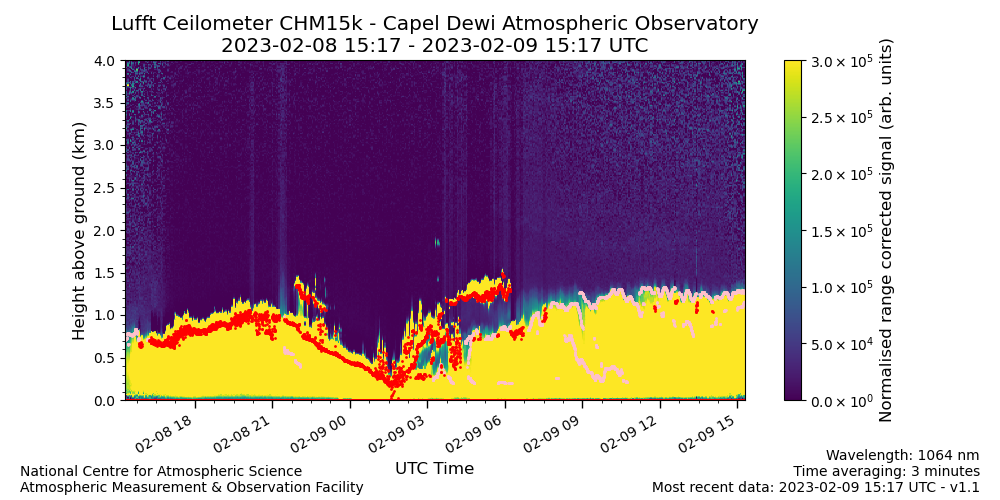 Lufft Ceilometer CHM15k - Capel Dewi Atmospheric Observatory
2023-02-08 15:17 - 2023-02-09 15:17 UTC
Height above ground (km)
4.0
3.5
3.0
2.5
2.0
1.5
1.0
0.5
0.0
02-08 18
02-08 21
02-09 00
02-09 03
02-09 06
02-09 09
02-09 12
02-09 15
UTC Time
3.0 × 10⁵
2.5 × 10⁵
2.0 × 10⁵
1.5 × 10⁵
1.0 × 10⁵
5.0 × 10⁴
0.0 × 10⁰
Normalised range corrected signal (arb. units)
National Centre for Atmospheric Science
Atmospheric Measurement & Observation Facility
Wavelength: 1064 nm
Time averaging: 3 minutes
Most recent data: 2023-02-09 15:17 UTC - v1.1